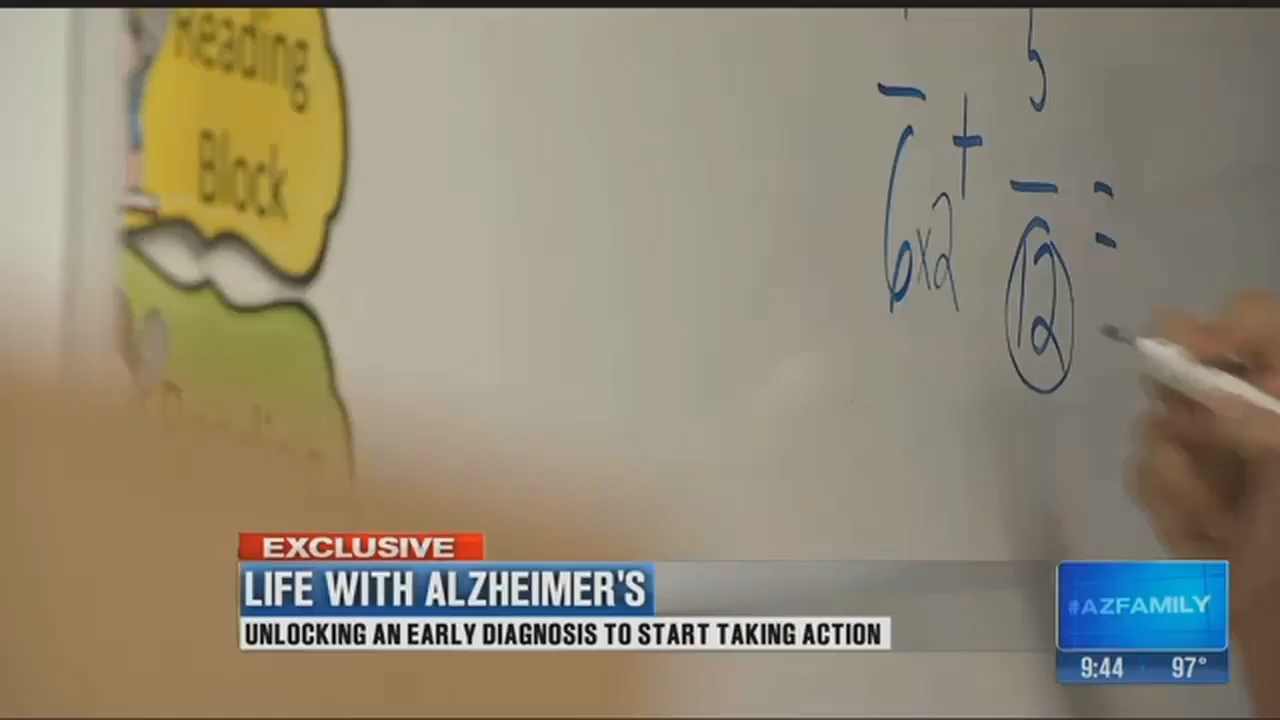 Reading
Block
5
6x2 + 12 =
EXCLUSIVE
LIFE WITH ALZHEIMER'S
UNLOCKING AN EARLY DIAGNOSIS TO START TAKING ACTION
#AZFAMILY
9:44 97°